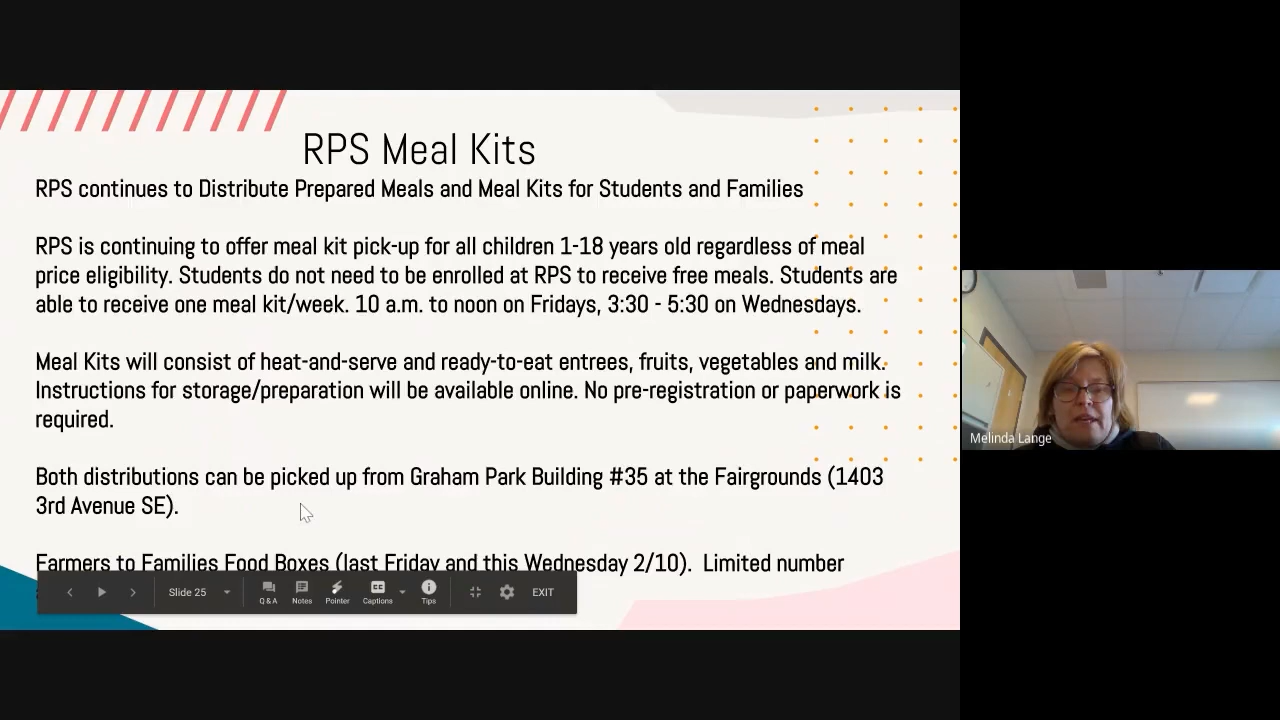 RPS Meal Kits
RPS continues to Distribute Prepared Meals and Meal Kits for Students and Families
RPS is continuing to offer meal kit pick-up for all children 1-18 years old regardless of meal
price eligibility. Students do not need to be enrolled at RPS to receive free meals. Students are
able to receive one meal kit/week. 10 a.m. to noon on Fridays, 3:30 - 5:30 on Wednesdays.
Meal Kits will consist of heat-and-serve and ready-to-eat entrees, fruits, vegetables and milk.
Instructions for storage/preparation will be available online. No pre-registration or paperwork is
required.
Both distributions can be picked up from Graham Park Building #35 at the Fairgrounds (1403
3rd Avenue SE).
Farmers to Families Food Boxes (last Friday and this Wednesday 2/10). Limited number
Slide 25
Q & A
Notes
Pointer
CC
Captions
Tips
EXIT
Melinda Lange